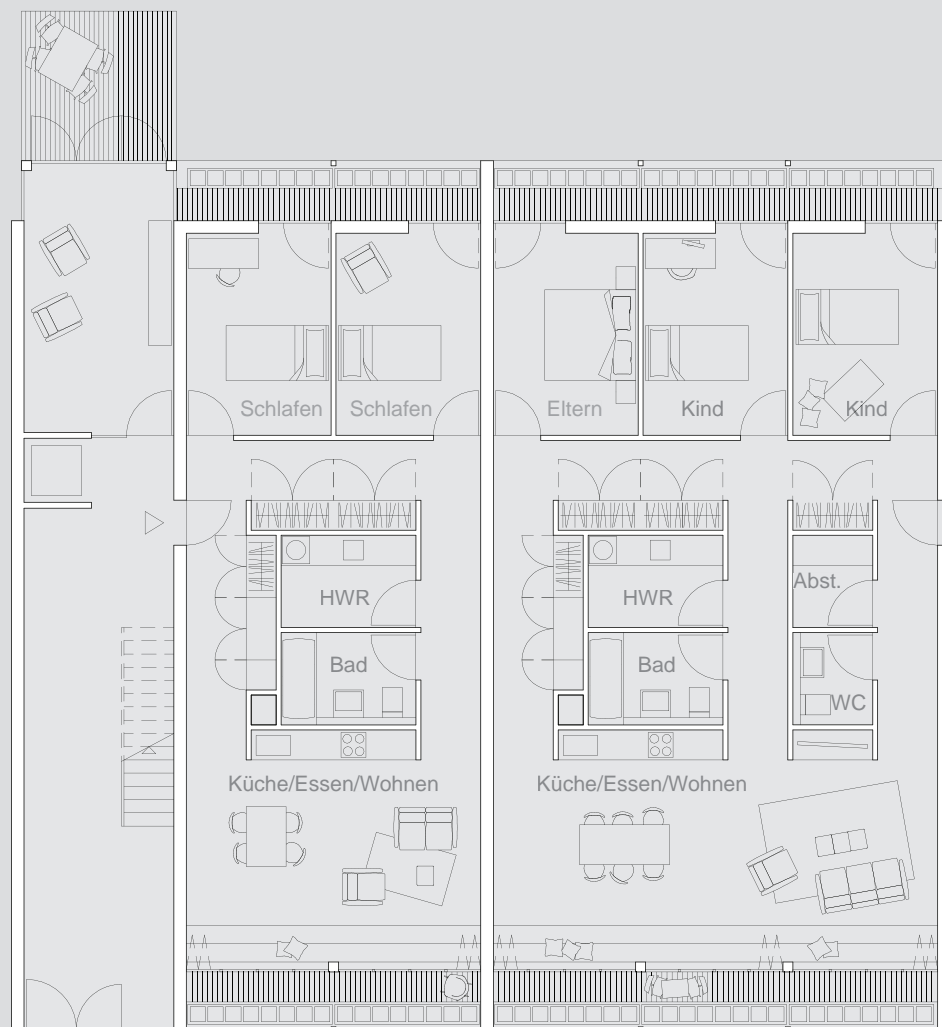 Schlafen Schlafen Eltern Kind Kind
Abst.
HWR HWR
Bad Bad
WC
Küche/Essen/Wohnen Küche/Essen/Wohnen